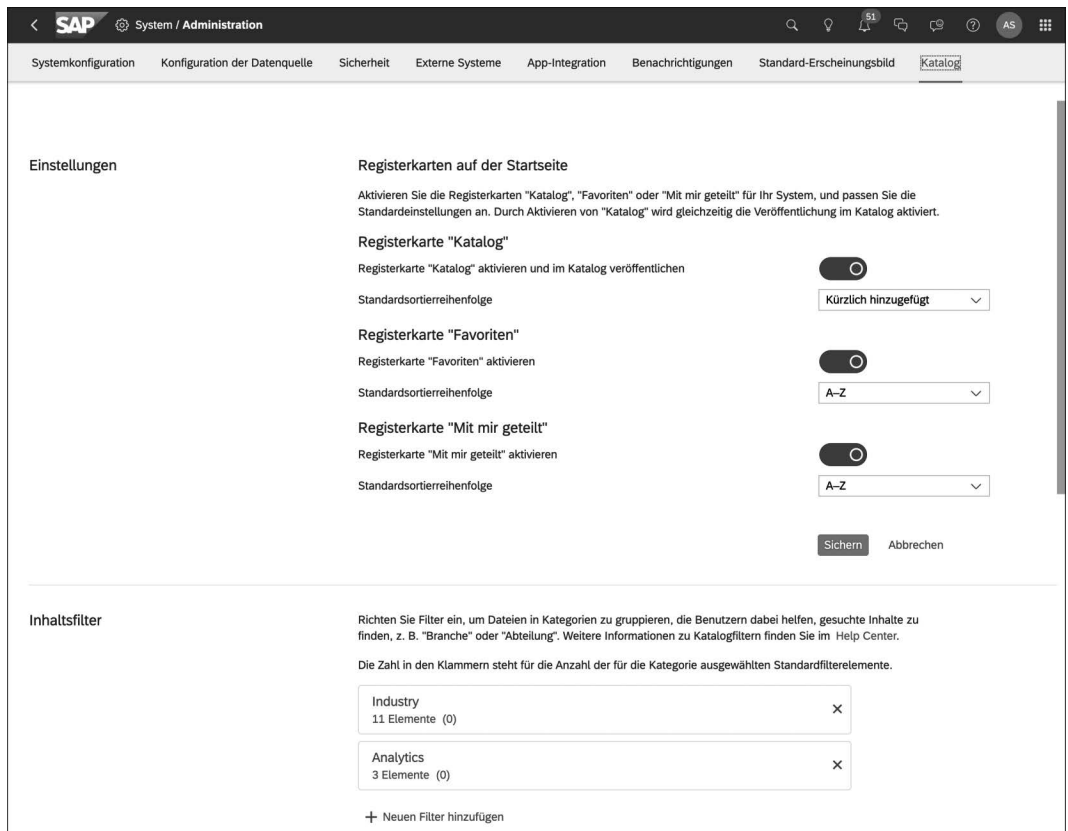 SAP System / Administration 51 AS
Systemkonfiguration Konfiguration der Datenquelle Sicherheit Externe Systeme App-Integration Benachrichtigungen Standard-Erscheinungsbild Katalog
Einstellungen
Registerkarten auf der Startseite
Aktivieren Sie die Registerkarten "Katalog", "Favoriten" oder "Mit mir geteilt" für Ihr System, und passen Sie die
Standardeinstellungen an. Durch Aktivieren von "Katalog" wird gleichzeitig die Veröffentlichung im Katalog aktiviert.
Registerkarte "Katalog"
Registerkarte "Katalog" aktivieren und im Katalog veröffentlichen
Standardsortierreihenfolge Kürzlich hinzugefügt
Registerkarte "Favoriten"
Registerkarte "Favoriten" aktivieren
Standardsortierreihenfolge A–Z
Registerkarte "Mit mir geteilt"
Registerkarte "Mit mir geteilt" aktivieren
Standardsortierreihenfolge A–Z
Sichern Abbrechen
Inhaltsfilter
Richten Sie Filter ein, um Dateien in Kategorien zu gruppieren, die Benutzern dabei helfen, gesuchte Inhalte zu
finden, z. B. "Branche" oder "Abteilung". Weitere Informationen zu Katalogfiltern finden Sie im Help Center.
Die Zahl in den Klammern steht für die Anzahl der für die Kategorie ausgewählten Standardfilterelemente.
Industry
11 Elemente (0)
Analytics
3 Elemente (0)
+ Neuen Filter hinzufügen